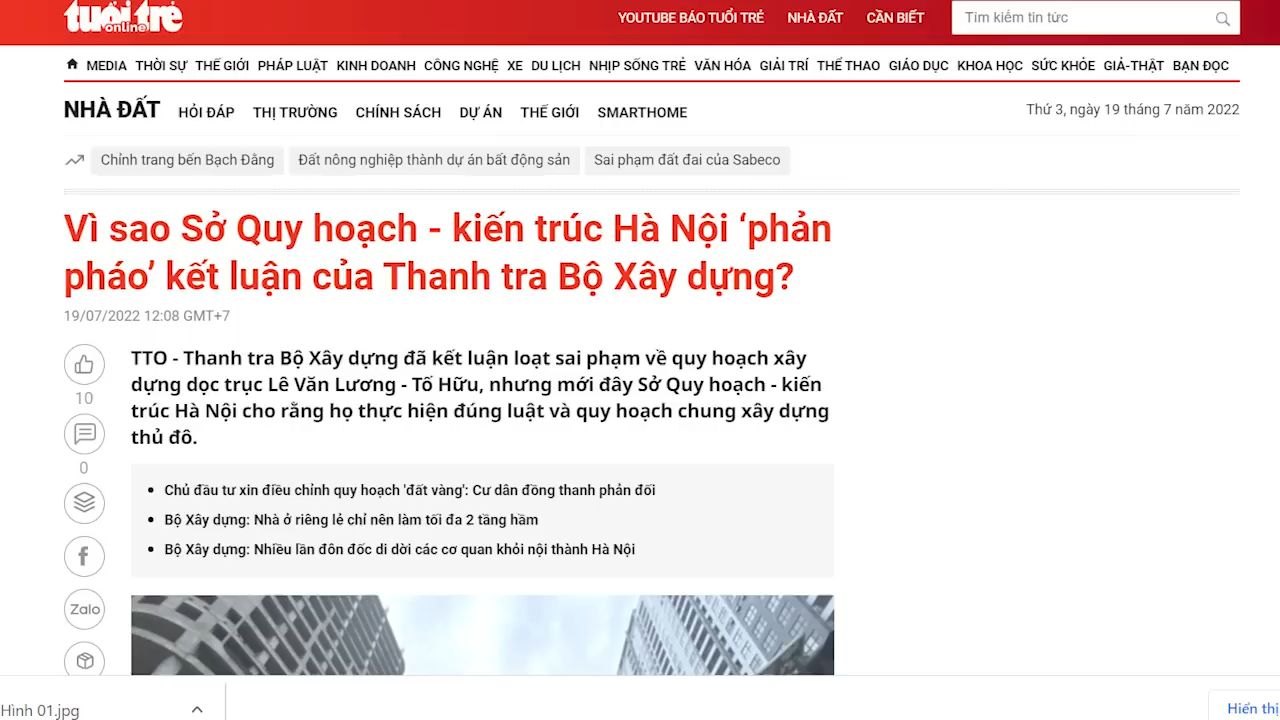 tuổi trẻ
online
YOUTUBE BÁO TUỔI TRẺ NHÀ ĐẤT CẦN BIẾT
Tìm kiếm tin tức
MEDIA THỜI SỰ THẾ GIỚI PHÁP LUẬT KINH DOANH CÔNG NGHỆ XE DU LỊCH NHỊP SỐNG TRẺ VĂN HÓA GIẢI TRÍ THỂ THAO GIÁO DỤC KHOA HỌC SỨC KHỎE GIẢ-THẬT BẠN ĐỌC
NHÀ ĐẤT HỎI ĐÁP THỊ TRƯỜNG CHÍNH SÁCH DỰ ÁN THẾ GIỚI SMARTHOME
Thứ 3, ngày 19 tháng 7 năm 2022
Chỉnh trang bến Bạch Đằng Đất nông nghiệp thành dự án bất động sản Sai phạm đất đai của Sabeco
Vì sao Sở Quy hoạch - kiến trúc Hà Nội ‘phản
pháo’ kết luận của Thanh tra Bộ Xây dựng?
19/07/2022 12:08 GMT+7
TTO - Thanh tra Bộ Xây dựng đã kết luận loạt sai phạm về quy hoạch xây
dựng dọc trục Lê Văn Lương - Tố Hữu, nhưng mới đây Sở Quy hoạch - kiến
trúc Hà Nội cho rằng họ thực hiện đúng luật và quy hoạch chung xây dựng
thủ đô.
10
0
Zalo
• Chủ đầu tư xin điều chỉnh quy hoạch 'đất vàng': Cư dân đồng thanh phản đối
• Bộ Xây dựng: Nhà ở riêng lẻ chỉ nên làm tối đa 2 tầng hầm
• Bộ Xây dựng: Nhiều lần đôn đốc di dời các cơ quan khỏi nội thành Hà Nội
Hình 01.jpg
Hiển thị